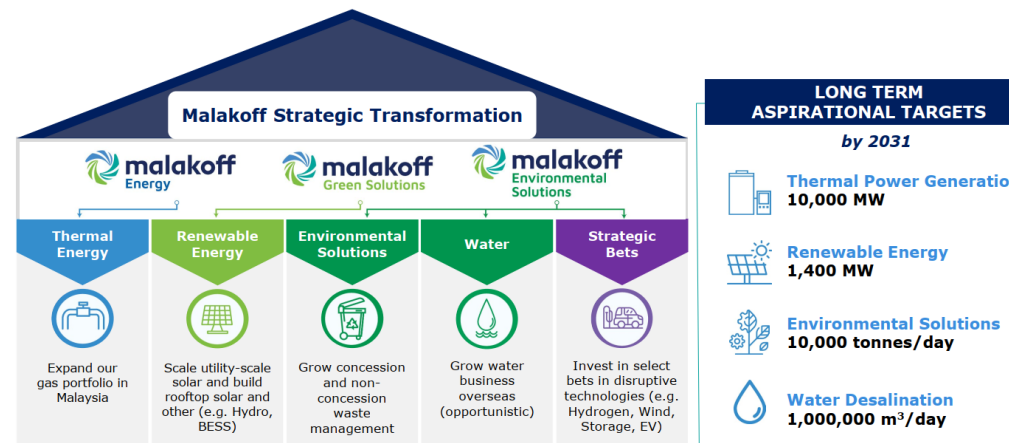 Malakoff Strategic Transformation
malakoff
Energy
malakoff
Green Solutions
malakoff
Environmental
Solutions
Thermal
Energy
Expand our
gas portfolio in
Malaysia
Renewable
Energy
Scale utility-scale
solar and build
rooftop solar and
other (e.g. Hydro,
BESS)
Environmental
Solutions
Grow concession
and non-
concession
waste
management
Water
Grow water
business
overseas
(opportunistic)
Strategic
Bets
Invest in select
bets in disruptive
technologies (e.g.
Hydrogen, Wind,
Storage, EV)
LONG TERM
ASPIRATIONAL TARGETS
by 2031
Thermal Power Generatio
10,000 MW
Renewable Energy
1,400 MW
Environmental Solutions
10,000 tonnes/day
Water Desalination
1,000,000 m³/day